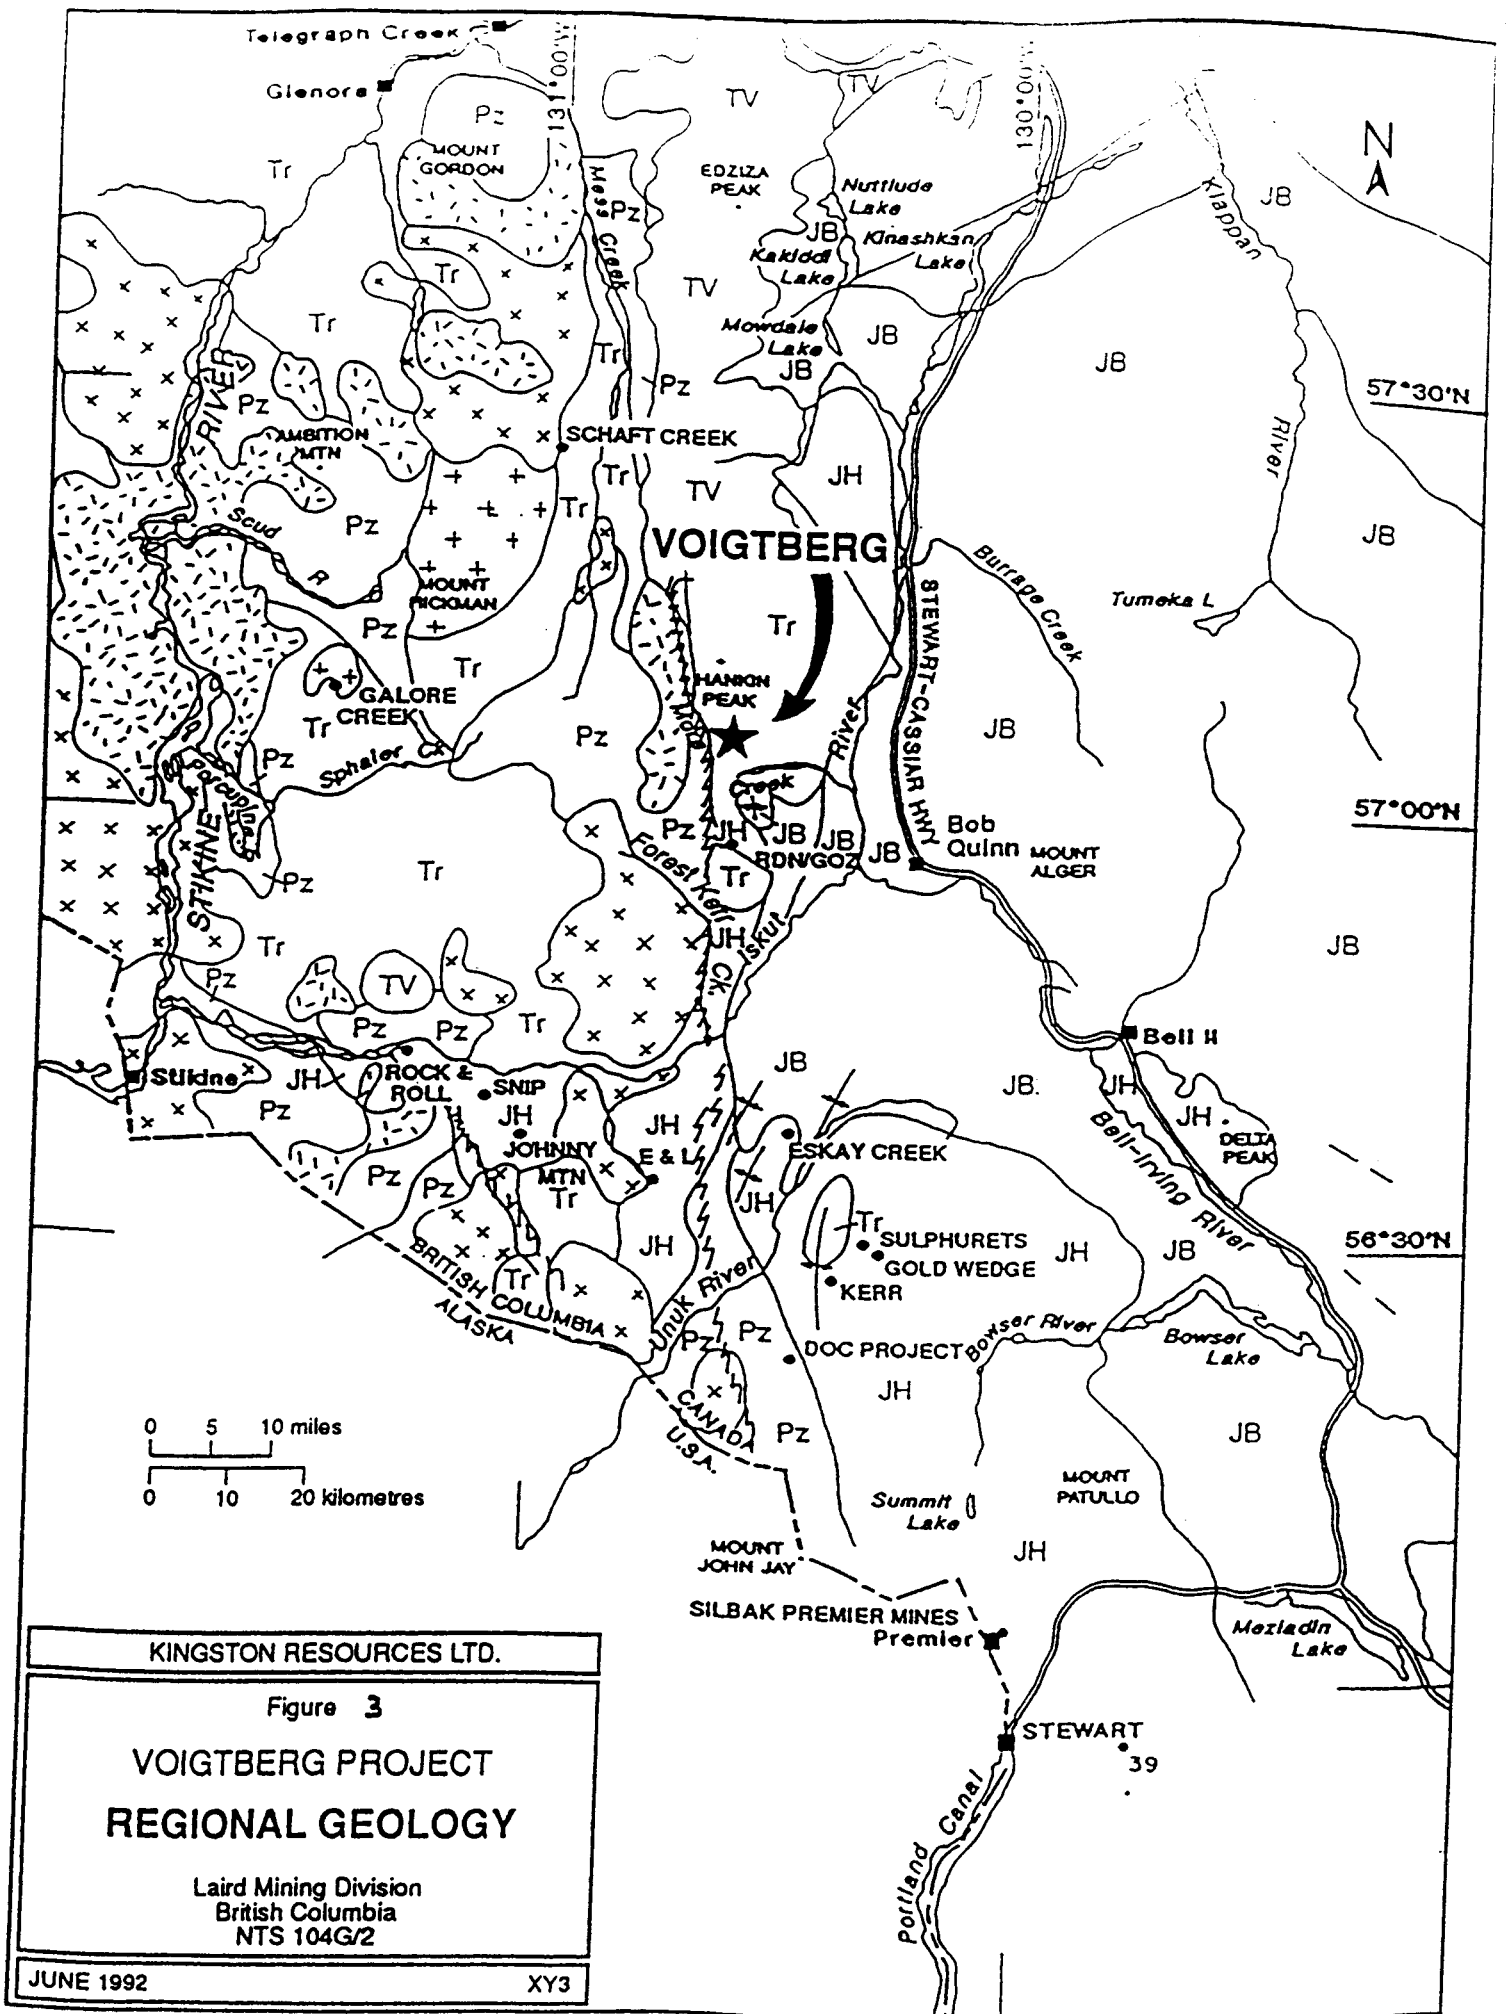 Telegraph Creek
Glenora
131°00'W
130°00'W
N
Pz
TV
TV
MOUNT
GORDON
Tr
EDZIZA
PEAK
Mess Creek
Pz
Nuttlude
Lake
JB
Klappan
River
JB
Kakiddi
Lake
Kinashkan
Lake
Tr
TV
Tr
Mowdale
Lake
JB
JB
Tr
JB
Pz
57°30'N
RIVER
Pz
AMBITION
MTN
SCHAFT CREEK
Tr
TV
JH
Tr
Scud
R
Pz
JB
VOIGTBERG
Burrage Creek
MOUNT
HICKMAN
Tumeka L
STEWART-CASSIAR HWY
Pz
Tr
Tr
HANKIN
PEAK
GALORE
CREEK
Tr
More
River
JB
Pz
Pz
Sphaler Ck
Creek
57°00'N
Porcupine R
STIKINE
Pz
JH
JB
JB
JB
Bob
Quinn
MOUNT
ALGER
RDN/GOZ
Forest Kerr
Ck.
Tr
Pz
Tr
JH
Iskut
JB
Tr
Pz
TV
Pz
Pz
Tr
Bell II
Stikine
JH
ROCK &
ROLL
SNIP
JB
JB
JH
Pz
JH
JH
JH
DELTA
PEAK
JOHNNY
MTN
E & L
ESKAY CREEK
Bell-Irving River
Pz
Pz
Tr
JH
Tr
SULPHURETS
GOLD WEDGE
JH
JH
JB
56°30'N
BRITISH COLUMBIA
ALASKA
Tr
Unuk River
KERR
Pz
Pz
DOC PROJECT
Bowser River
Bowser
Lake
JH
CANADA
U.S.A.
Pz
JB
0 5 10 miles
0 10 20 kilometres
MOUNT
PATULLO
Summit
Lake
MOUNT
JOHN JAY
JH
SILBAK PREMIER MINES
Premier
Meziadin
Lake
STEWART
39
Portland Canal
KINGSTON RESOURCES LTD.
Figure 3
VOIGTBERG PROJECT
REGIONAL GEOLOGY
Laird Mining Division
British Columbia
NTS 104G/2
JUNE 1992 XY3